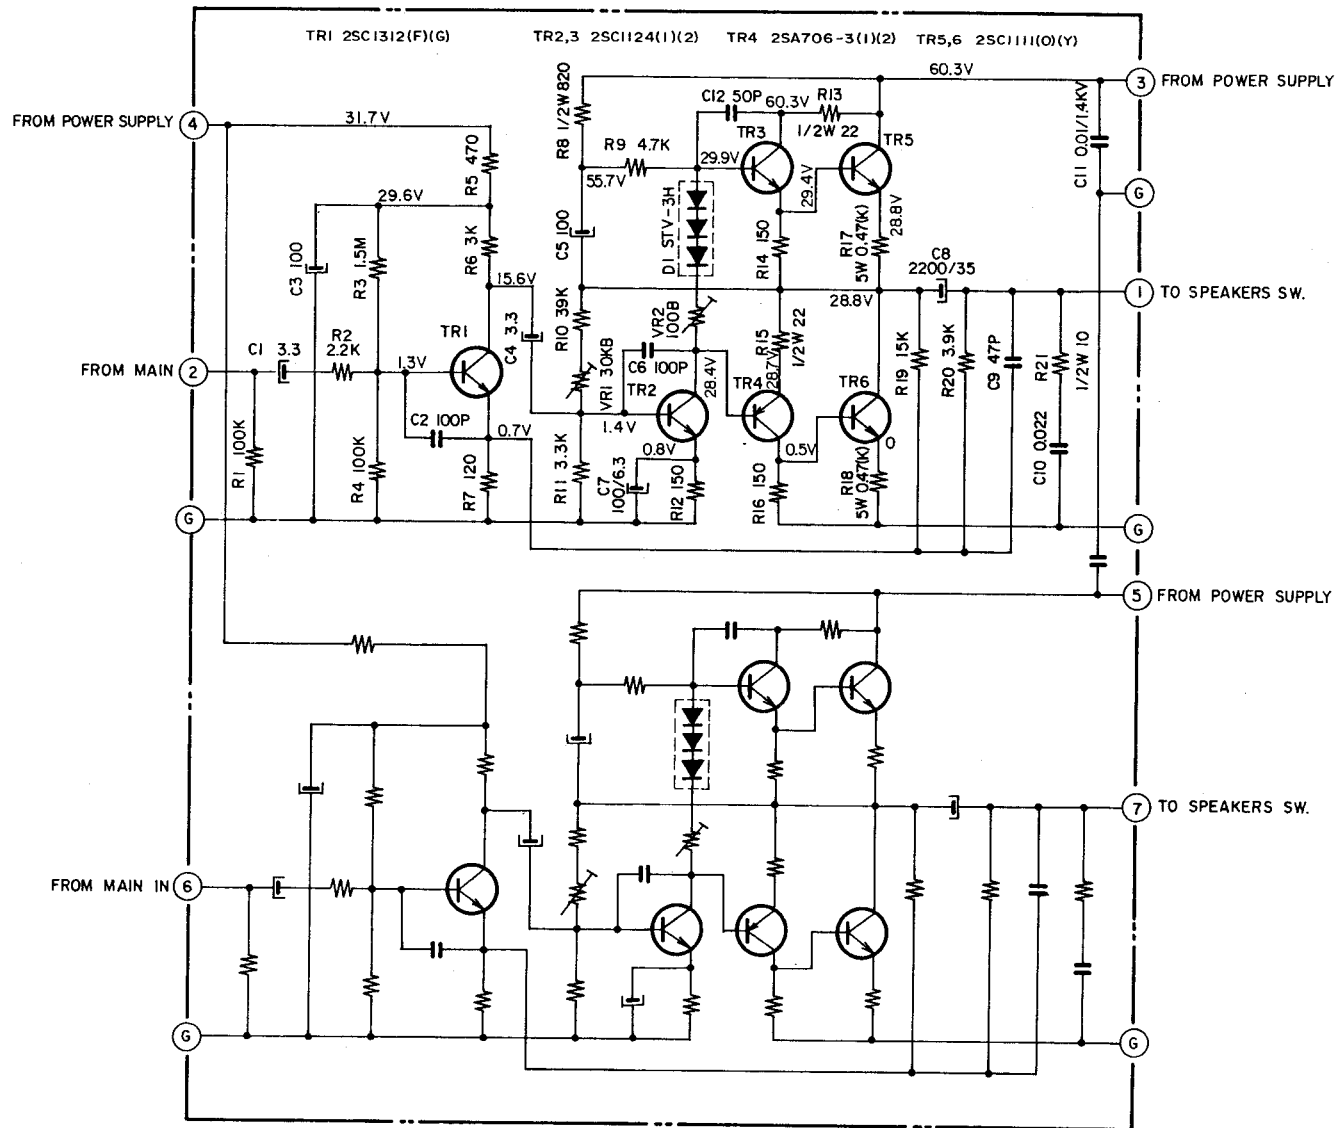 TR1 2SC1312(F)(G)
TR2,3 2SC1124(1)(2)
TR4 2SA706-3(1)(2)
TR5,6 2SC1111(O)(Y)
FROM POWER SUPPLY 4
31.7V
R5 470
29.6V
C3 100
R3 1.5M
R6 3K
15.6V
C4 3.3
FROM MAIN 2
C1 3.3
R2 2.2K
1.3V
TR1
C2 100P
0.7V
R1 100K
R4 100K
R7 120
G
R8 1/2W 820
R9 4.7K
55.7V
C5 100
C12 50P
60.3V
R13
1/2W 22
60.3V
29.9V
TR3
TR5
29.4V
28.8V
D1 STV-3H
R14 150
R17
5W 0.47(K)
C8
2200/35
28.8V
R10 39K
VR1 30KB
VR2
100B
C6 100P
28.4V
R15
1/2W 22
28.7V
TR2
TR4
TR6
1.4V
0.8V
0.5V
0
R11 3.3K
C7
100/6.3
R12 150
R16 150
R18
5W 0.47(K)
R19 15K
R20 3.9K
C9 47P
R21
1/2W 10
C10 0.022
C11 0.01/1.4KV
3 FROM POWER SUPPLY
G
1 TO SPEAKERS SW.
G
5 FROM POWER SUPPLY
7 TO SPEAKERS SW.
FROM MAIN IN 6
G
G